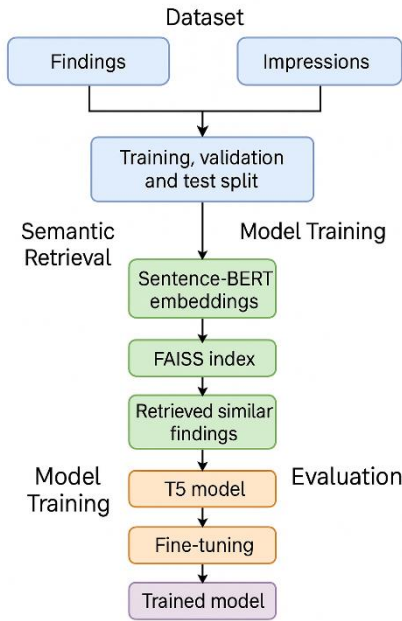 Dataset
Findings
Impressions
Training, validation
and test split
Semantic
Retrieval
Model Training
Sentence-BERT
embeddings
FAISS index
Retrieved similar
findings
Model
Training
T5 model
Evaluation
Fine-tuning
Trained model